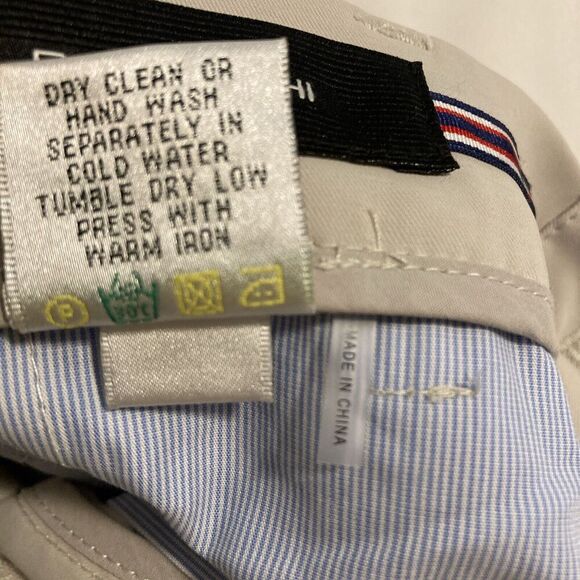 DRY CLEAN OR
HAND WASH
SEPARATELY IN
COLD WATER
TUMBLE DRY LOW
PRESS WITH
WARM IRON
P
30°C
MADE IN CHINA